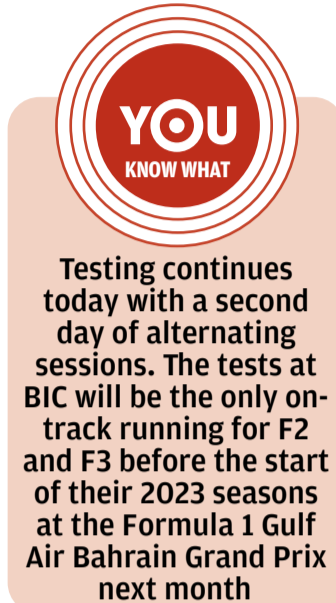 YOU
KNOW WHAT
Testing continues
today with a second
day of alternating
sessions. The tests at
BIC will be the only on-
track running for F2
and F3 before the start
of their 2023 seasons
at the Formula 1 Gulf
Air Bahrain Grand Prix
next month